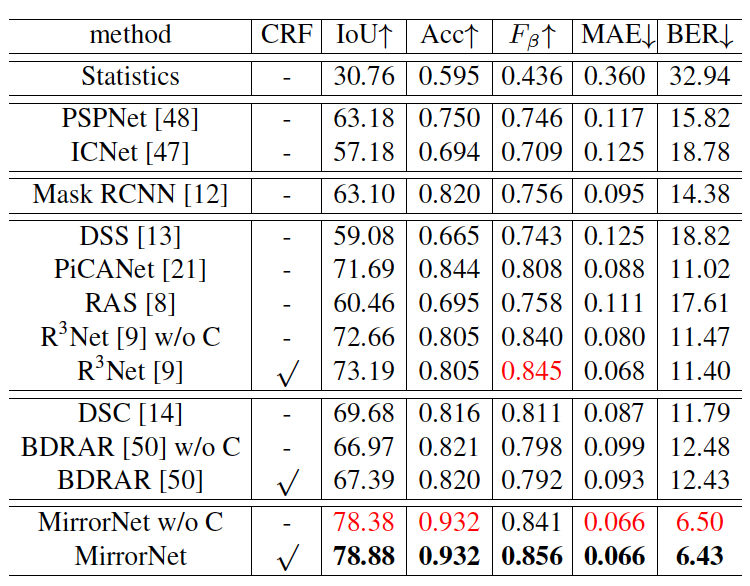 method CRF IoU↑ Acc↑ Fβ↑ MAE↓ BER↓
Statistics - 30.76 0.595 0.436 0.360 32.94
PSPNet [48] - 63.18 0.750 0.746 0.117 15.82
ICNet [47] - 57.18 0.694 0.709 0.125 18.78
Mask RCNN [12] - 63.10 0.820 0.756 0.095 14.38
DSS [13] - 59.08 0.665 0.743 0.125 18.82
PiCANet [21] - 71.69 0.844 0.808 0.088 11.02
RAS [8] - 60.46 0.695 0.758 0.111 17.61
R³Net [9] w/o C - 72.66 0.805 0.840 0.080 11.47
R³Net [9] √ 73.19 0.805 0.845 0.068 11.40
DSC [14] - 69.68 0.816 0.811 0.087 11.79
BDRAR [50] w/o C - 66.97 0.821 0.798 0.099 12.48
BDRAR [50] √ 67.39 0.820 0.792 0.093 12.43
MirrorNet w/o C - 78.38 0.932 0.841 0.066 6.50
MirrorNet √ 78.88 0.932 0.856 0.066 6.43